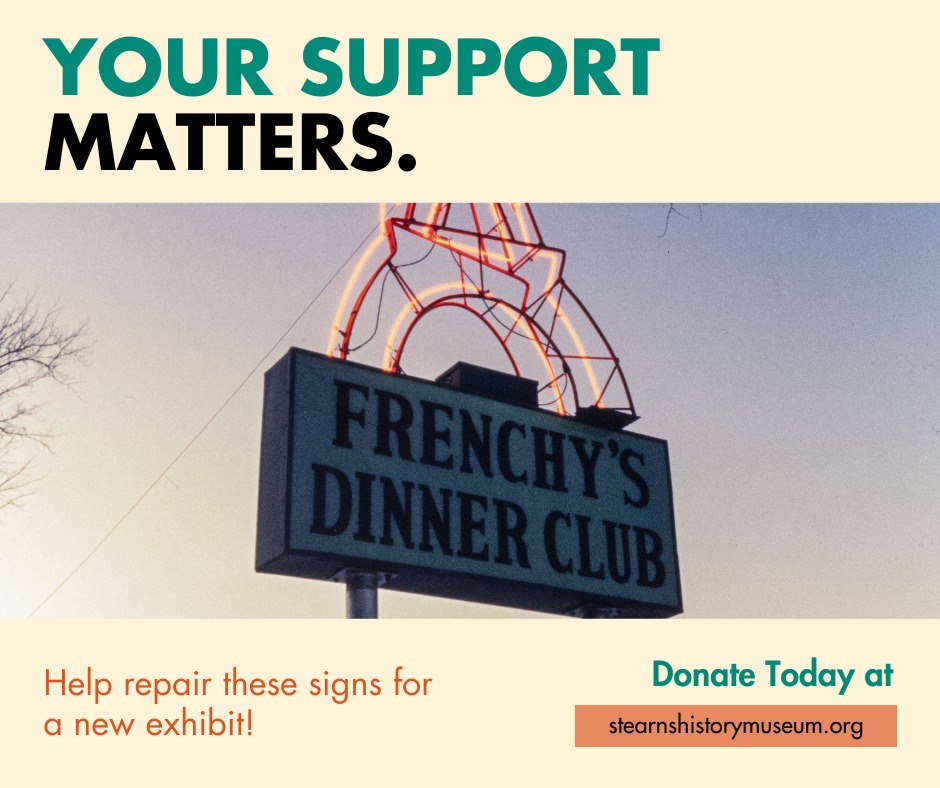 YOUR SUPPORT
MATTERS.
FRENCHY'S
DINNER CLUB
Help repair these signs for
a new exhibit!
Donate Today at
stearnshistorymuseum.org